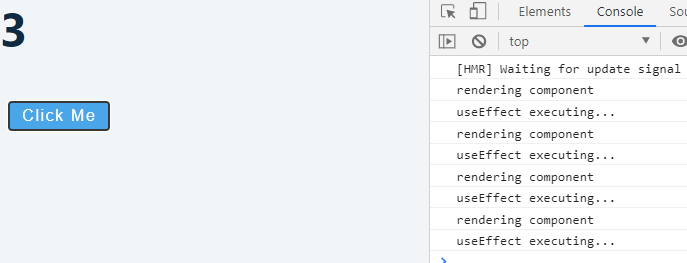 3
Click Me
Elements Console Sou
top
[HMR] Waiting for update signal
rendering component
useEffect executing...
rendering component
useEffect executing...
rendering component
useEffect executing...
rendering component
useEffect executing...